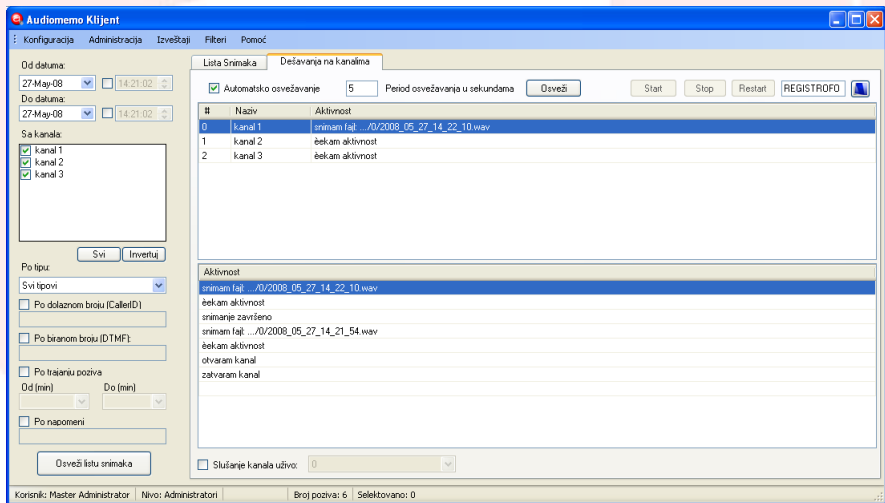 Audiomemo Klijent
Konfiguracija Administracija Izveštaji Filteri Pomoć
Od datuma:
27-May-08 14:21:02
Do datuma:
27-May-08 14:21:02
Sa kanala:
kanal 1
kanal 2
kanal 3
Svi Invertuj
Po tipu:
Svi tipovi
Po dolaznom broju (CallerID)
Po biranom broju (DTMF):
Po trajanju poziva
Od (min) Do (min)
Po napomeni
Osveži listu snimaka
Lista Snimaka Dešavanja na kanalima
Automatsko osvežavanje 5 Period osvežavanja u sekundama Osveži Start Stop Restart REGISTROFO
# Naziv Aktivnost
0 kanal 1 snimam fajl: .../0/2008_05_27_14_22_10.wav
1 kanal 2 èekam aktivnost
2 kanal 3 èekam aktivnost
Aktivnost
snimam fajl: .../0/2008_05_27_14_22_10.wav
èekam aktivnost
snimanje završeno
snimam fajl: .../0/2008_05_27_14_21_54.wav
èekam aktivnost
otvaram kanal
zatvaram kanal
Slušanje kanala uživo: 0
Korisnik: Master Administrator Nivo: Administratori Broj poziva: 6 Selektovano: 0